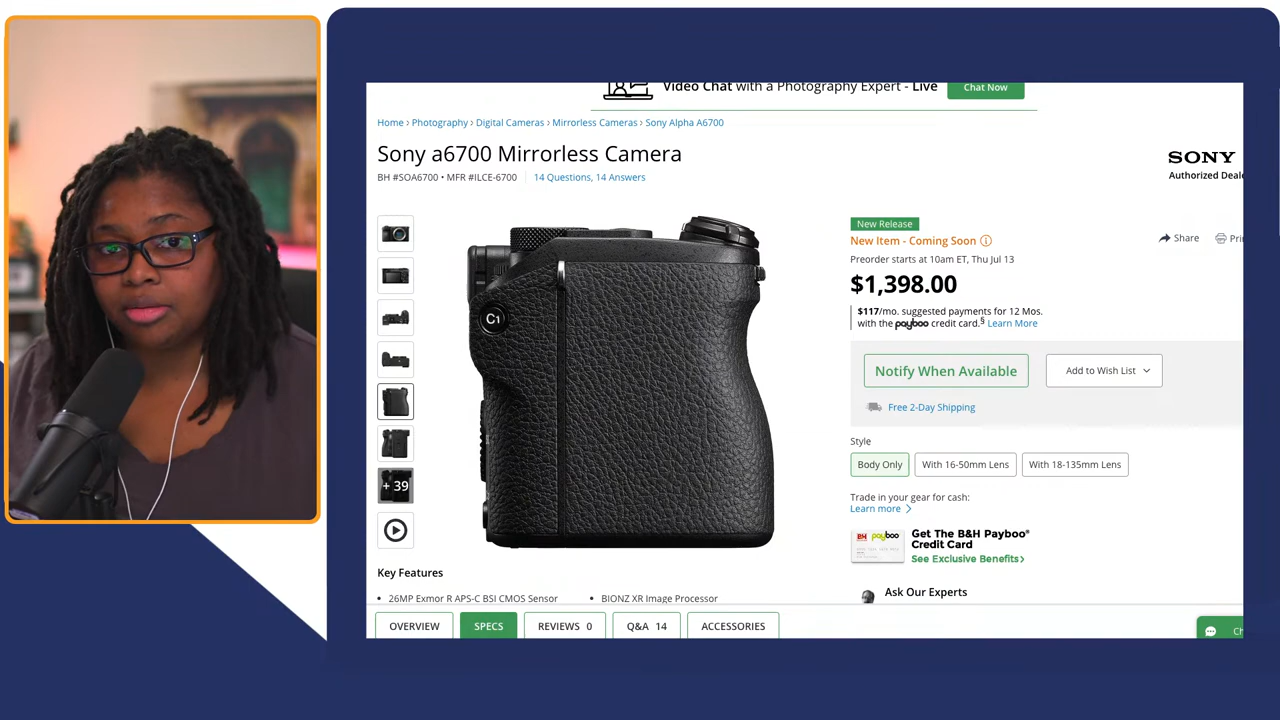 Video Chat with a Photography Expert - Live
Chat Now
Home › Photography › Digital Cameras › Mirrorless Cameras › Sony Alpha A6700
Sony a6700 Mirrorless Camera
BH #SOA6700 • MFR #ILCE-6700
14 Questions, 14 Answers
SONY
Authorized Deale
C1
+ 39
New Release
New Item - Coming Soon
Share
Prin
Preorder starts at 10am ET, Thu Jul 13
$1,398.00
$117/mo. suggested payments for 12 Mos.
with the payboo credit card.§ Learn More
Notify When Available
Add to Wish List
Free 2-Day Shipping
Style
Body Only
With 16-50mm Lens
With 18-135mm Lens
Trade in your gear for cash:
Learn more
payboo
Get The B&H Payboo®
Credit Card
See Exclusive Benefits
Ask Our Experts
Key Features
• 26MP Exmor R APS-C BSI CMOS Sensor
• BIONZ XR Image Processor
OVERVIEW
SPECS
REVIEWS 0
Q&A 14
ACCESSORIES
Ch